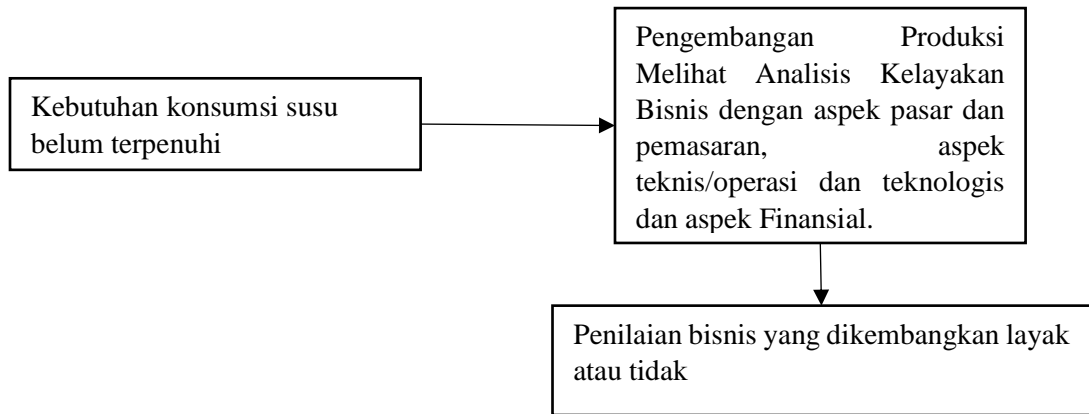 Kebutuhan konsumsi susu
belum terpenuhi
Pengembangan Produksi
Melihat Analisis Kelayakan
Bisnis dengan aspek pasar dan
pemasaran, aspek
teknis/operasi dan teknologis
dan aspek Finansial.
Penilaian bisnis yang dikembangkan layak
atau tidak